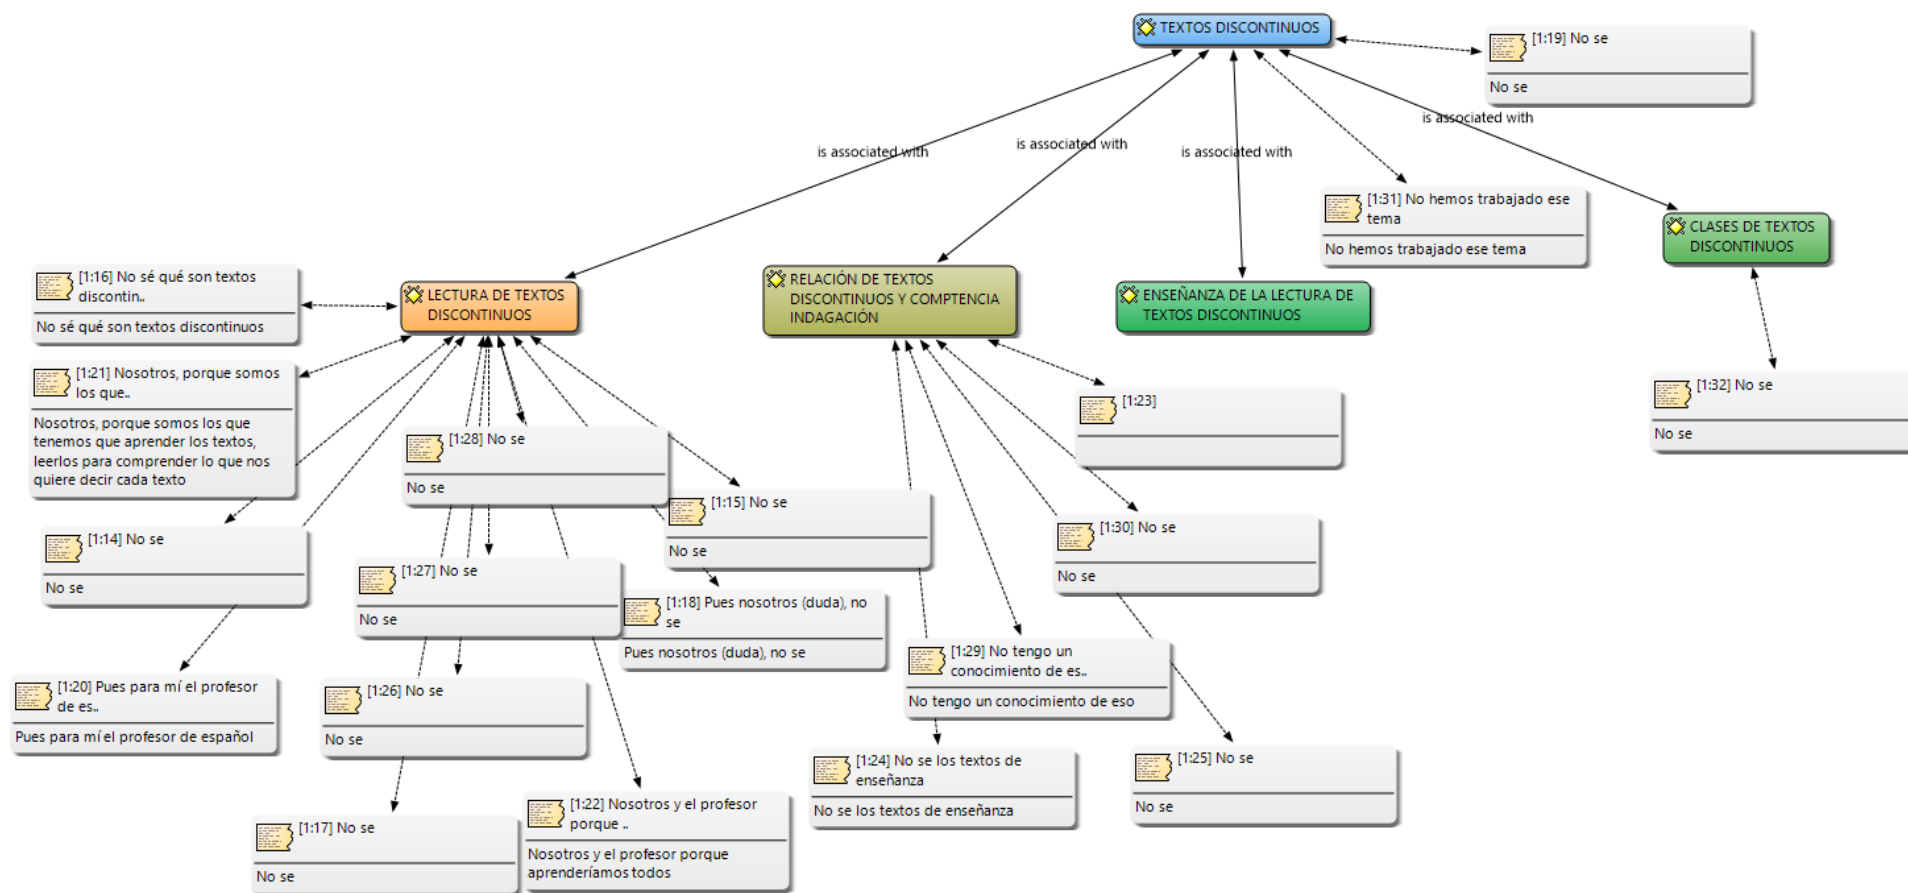 TEXTOS DISCONTINUOS
[1:19] No se
No se
is associated with
is associated with
is associated with
is associated with
[1:31] No hemos trabajado ese
tema
No hemos trabajado ese tema
CLASES DE TEXTOS
DISCONTINUOS
[1:16] No sé qué son textos
discontin..
No sé qué son textos discontinuos
LECTURA DE TEXTOS
DISCONTINUOS
RELACIÓN DE TEXTOS
DISCONTINUOS Y COMPTENCIA
INDAGACIÓN
ENSEÑANZA DE LA LECTURA DE
TEXTOS DISCONTINUOS
[1:21] Nosotros, porque somos
los que..
Nosotros, porque somos los que
tenemos que aprender los textos,
leerlos para comprender lo que nos
quiere decir cada texto
[1:32] No se
No se
[1:23]
[1:28] No se
No se
[1:15] No se
No se
[1:14] No se
No se
[1:30] No se
No se
[1:27] No se
No se
[1:18] Pues nosotros (duda), no
se
Pues nosotros (duda), no se
[1:29] No tengo un
conocimiento de es..
No tengo un conocimiento de eso
[1:20] Pues para mí el profesor
de es..
Pues para mí el profesor de español
[1:26] No se
No se
[1:24] No se los textos de
enseñanza
No se los textos de enseñanza
[1:25] No se
No se
[1:17] No se
No se
[1:22] Nosotros y el profesor
porque ..
Nosotros y el profesor porque
aprenderíamos todos